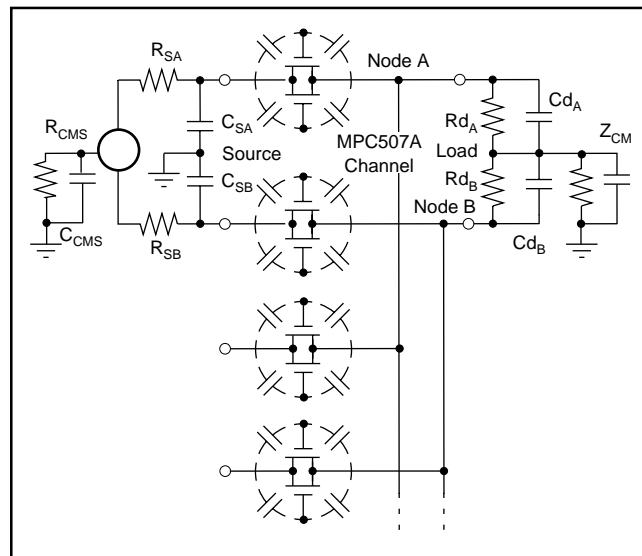 R_SA
Node A
Cd_A
R_CMS
C_SA
MPC507A
Channel
Rd_A
Z_CM
Source
Load
C_SB
Rd_B
Node B
C_CMS
R_SB
Cd_B